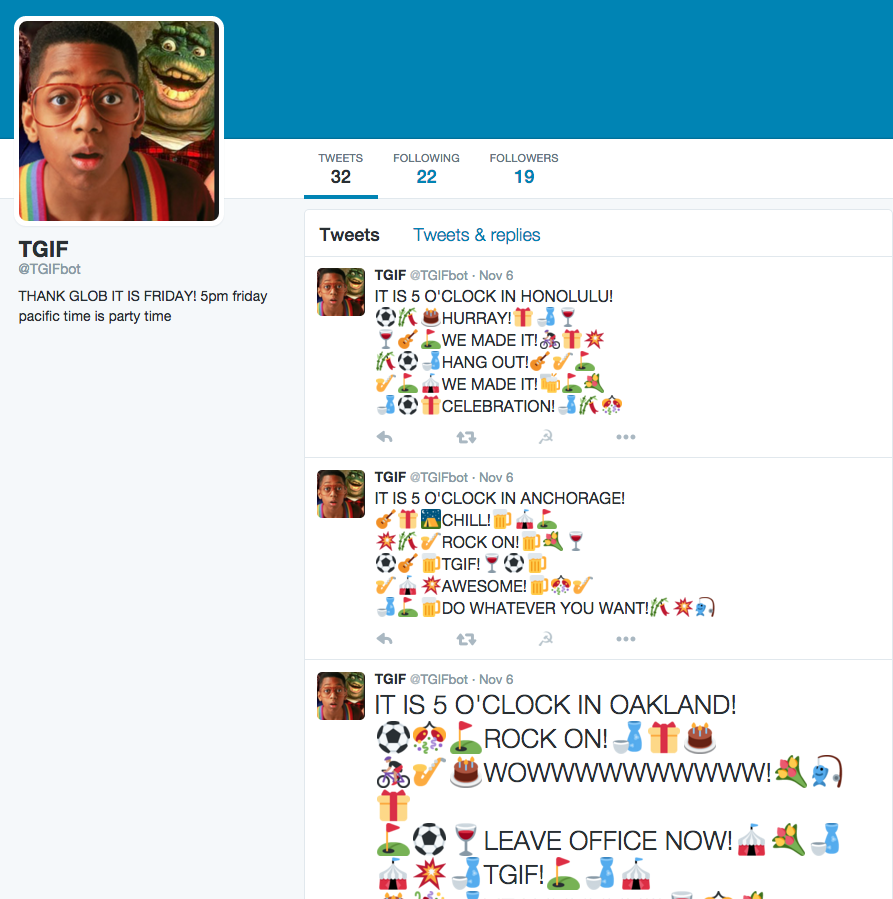 TWEETS
32
FOLLOWING
22
FOLLOWERS
19
TGIF
@TGIFbot
THANK GLOB IT IS FRIDAY! 5pm friday
pacific time is party time
Tweets
Tweets & replies
TGIF @TGIFbot · Nov 6
IT IS 5 O'CLOCK IN HONOLULU!
⚽🎋🎂HURRAY!🎁🍶🍷
🍷🎸⛳WE MADE IT!🚴🎁💥
🎋⚽🍶HANG OUT!🎸🎷⛳
🎷⛳🎪WE MADE IT!🍻⛳💐
🍶⚽🎁CELEBRATION!🍶🎋🎊
TGIF @TGIFbot · Nov 6
IT IS 5 O'CLOCK IN ANCHORAGE!
🎸🎁🏕CHILL!🍺🎪⛳
💥🎋🎷ROCK ON!🍺💐🍷
⚽🎸🍺TGIF!🍷⚽🍺
🎷🎪💥AWESOME!🍺🎊🎷
🍶⛳🍺DO WHATEVER YOU WANT!🎋💥🎣
TGIF @TGIFbot · Nov 6
IT IS 5 O'CLOCK IN OAKLAND!
⚽🎊⛳ROCK ON!🍶🎁🎂
🚴🎷🎂WOWWWWWWWWWWW!💐🎣
🎁
⛳⚽🍷LEAVE OFFICE NOW!🎪💐🍶
🎪💥🍶TGIF!⛳🍶🎪